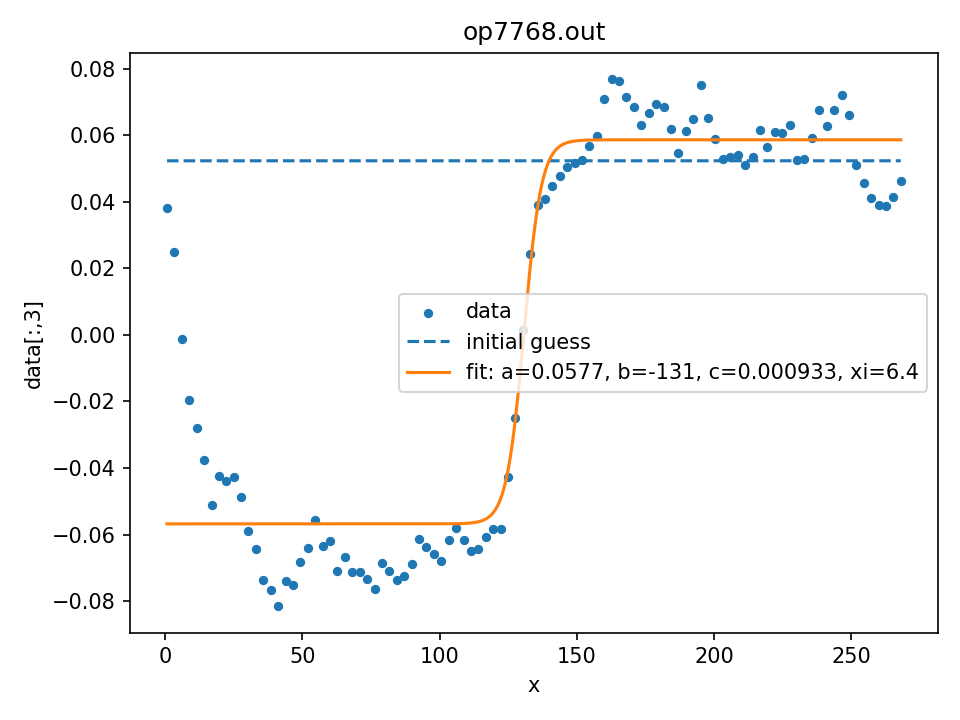 op7768.out
0.08
0.06
0.04
0.02
0.00
−0.02
−0.04
−0.06
−0.08
data[:,3]
data
initial guess
fit: a=0.0577, b=-131, c=0.000933, xi=6.4
0 50 100 150 200 250
x